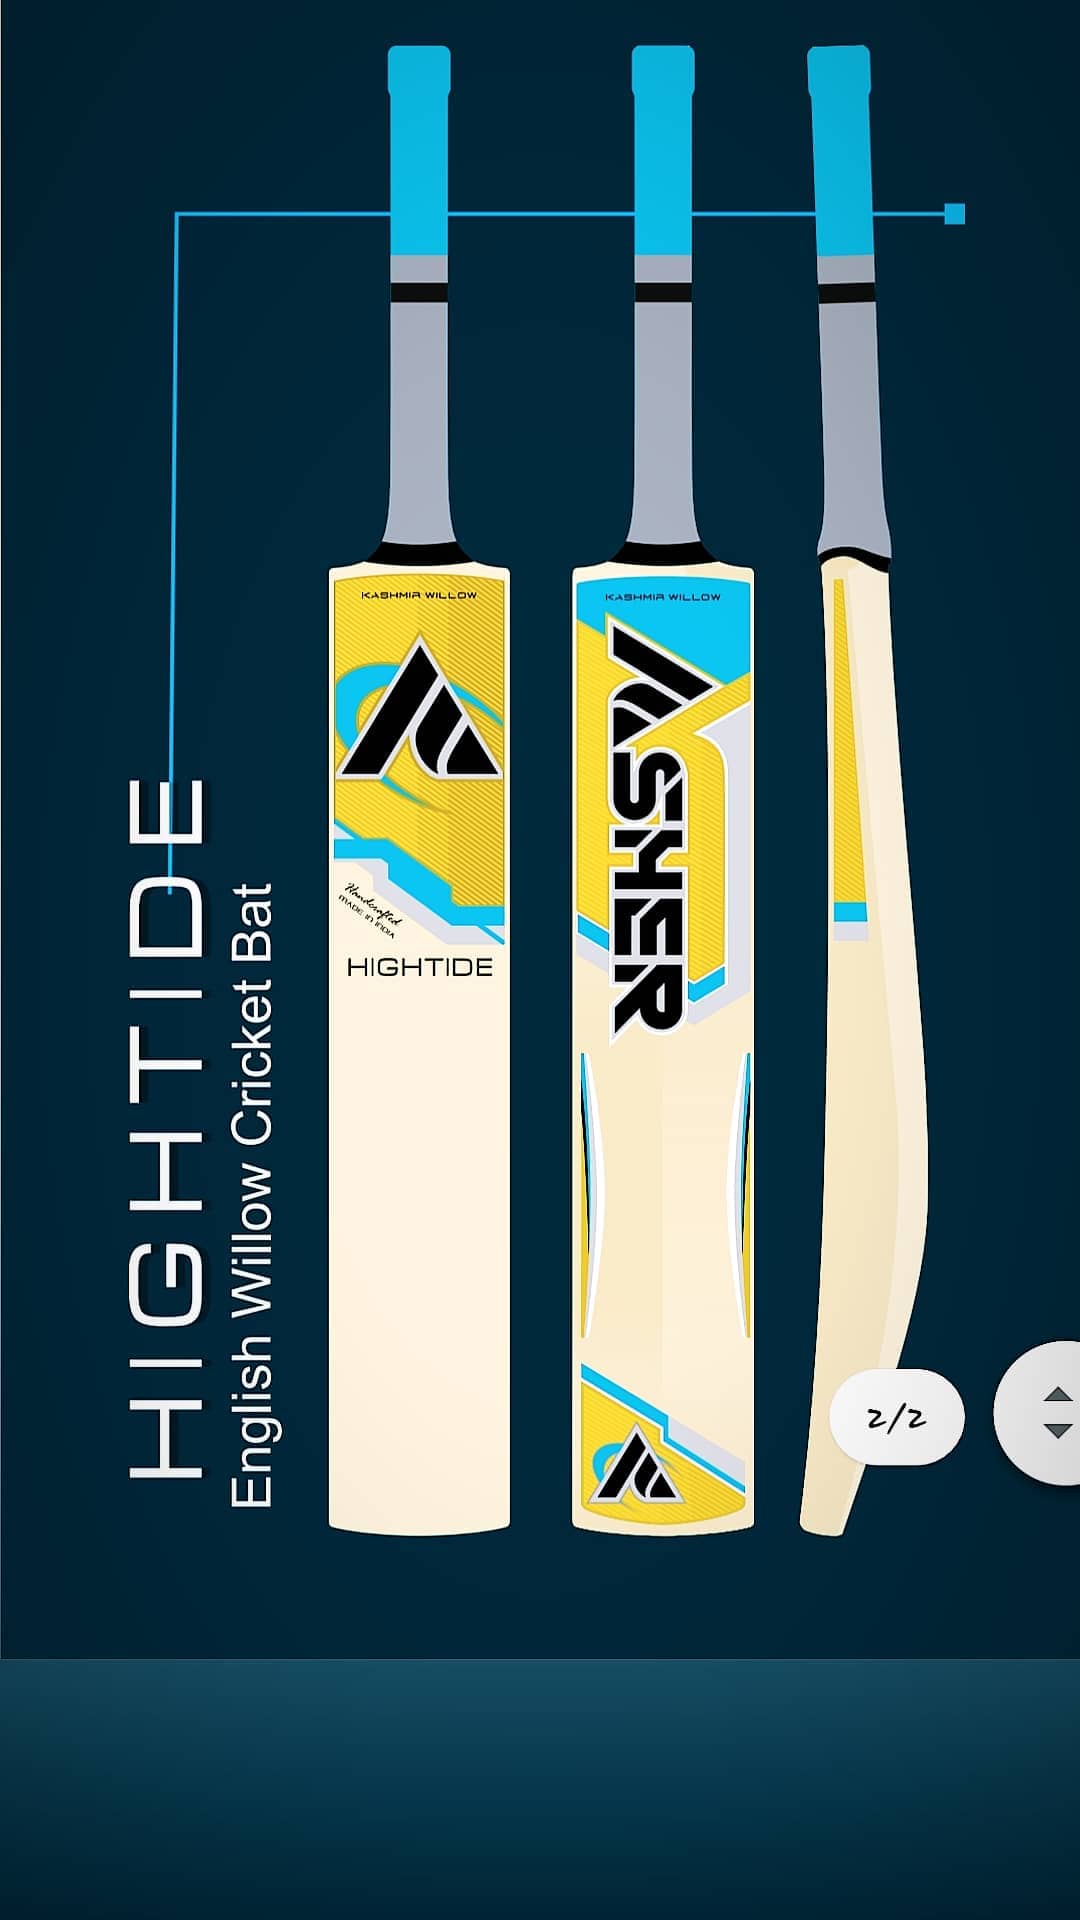 HIGHTIDE
English Willow Cricket Bat
KASHMIR WILLOW
Handcrafted
MADE IN INDIA
HIGHTIDE
KASHMIR WILLOW
ASHER
2/2